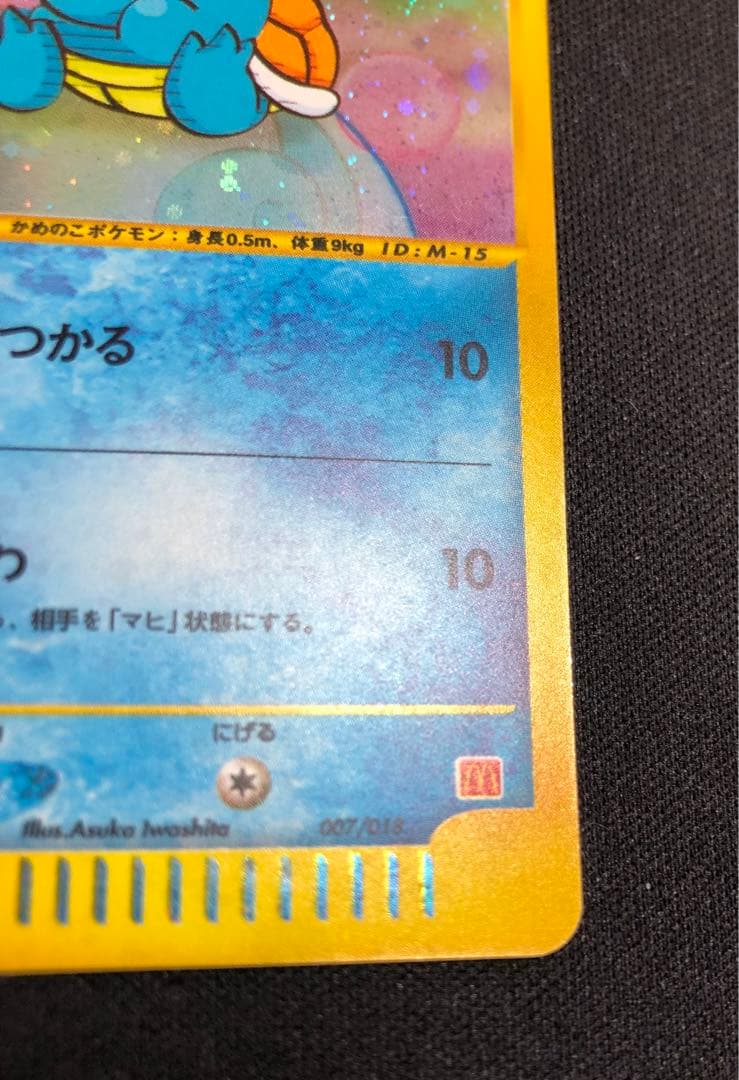 かめのこポケモン：身長0.5m、体重9kg ID:M-15
つかる 10
わ 10
、相手を「マヒ」状態にする。
にげる
Illus.Asuka Iwashita 007/018